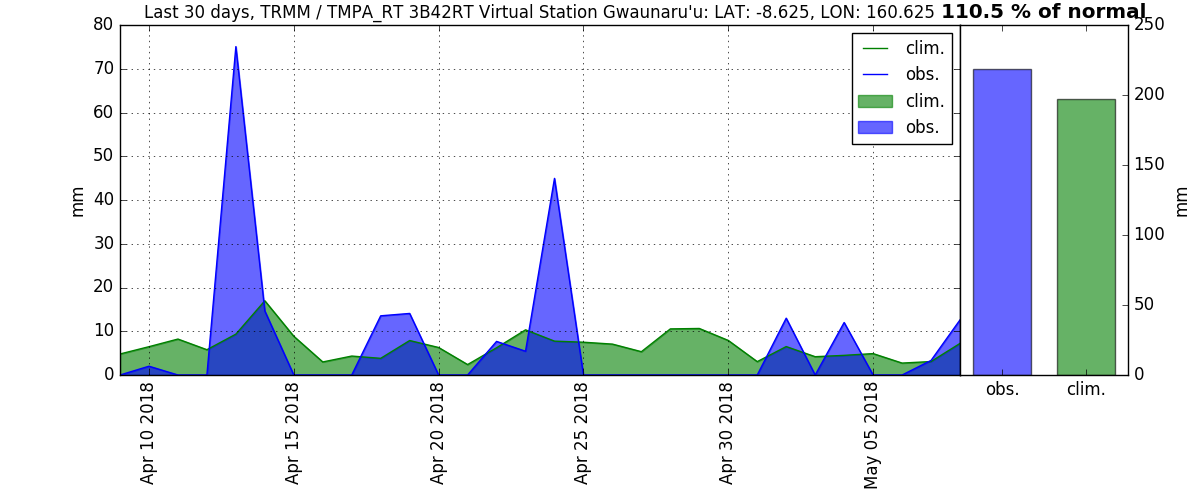 Last 30 days, TRMM / TMPA_RT 3B42RT Virtual Station Gwaunaru'u: LAT: -8.625, LON: 160.625 110.5 % of normal
80
70
60
50
40
30
20
10
0
mm
clim.
obs.
clim.
obs.
Apr 10 2018
Apr 15 2018
Apr 20 2018
Apr 25 2018
Apr 30 2018
May 05 2018
250
200
150
100
50
0
mm
obs.
clim.